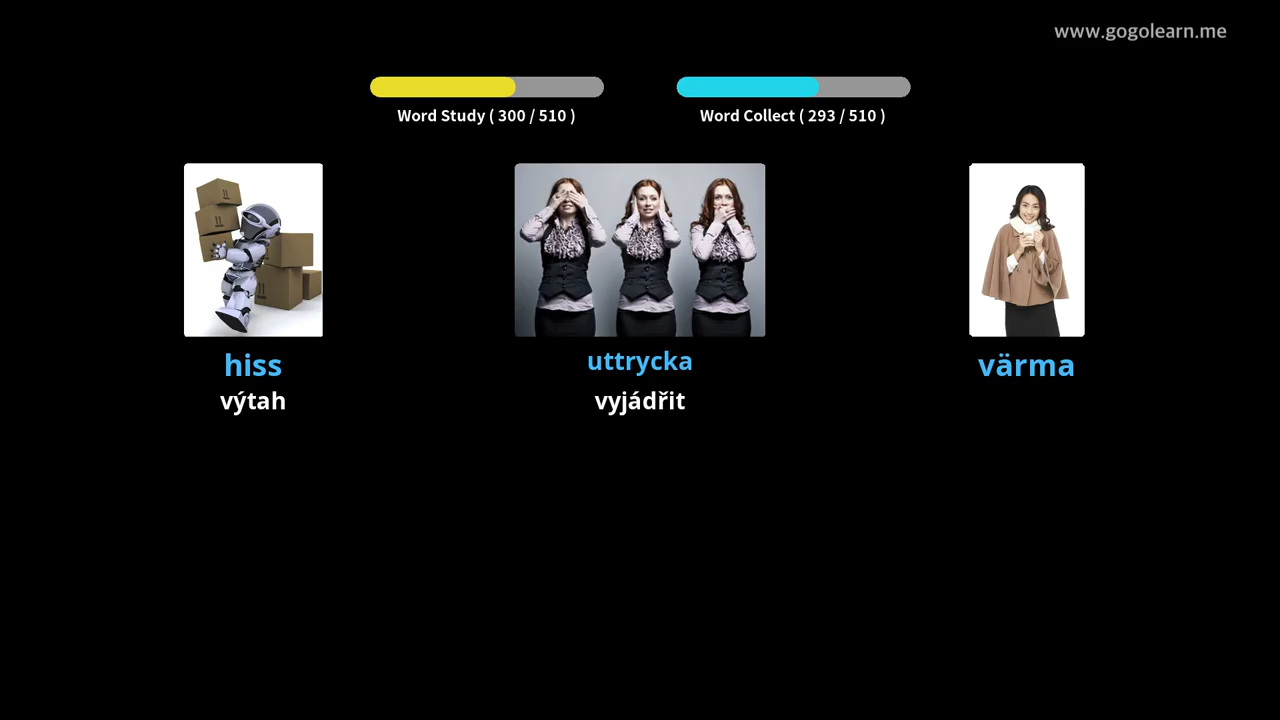 www.gogolearn.me
Word Study ( 300 / 510 )
Word Collect ( 293 / 510 )
hiss
výtah
uttrycka
vyjádřit
värma